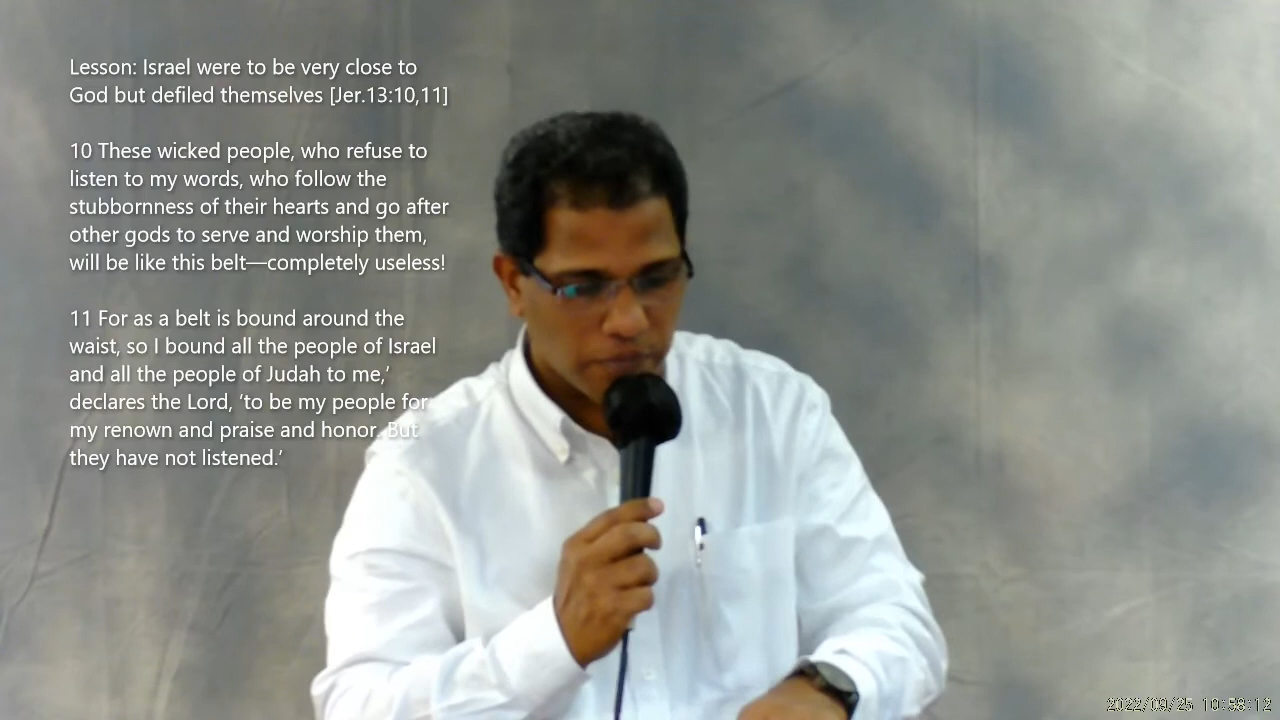 Lesson: Israel were to be very close to
God but defiled themselves [Jer.13:10,11]
10 These wicked people, who refuse to
listen to my words, who follow the
stubbornness of their hearts and go after
other gods to serve and worship them,
will be like this belt—completely useless!
11 For as a belt is bound around the
waist, so I bound all the people of Israel
and all the people of Judah to me,’
declares the Lord, ‘to be my people for
my renown and praise and honor. But
they have not listened.’
2022/09/25 10:58:12